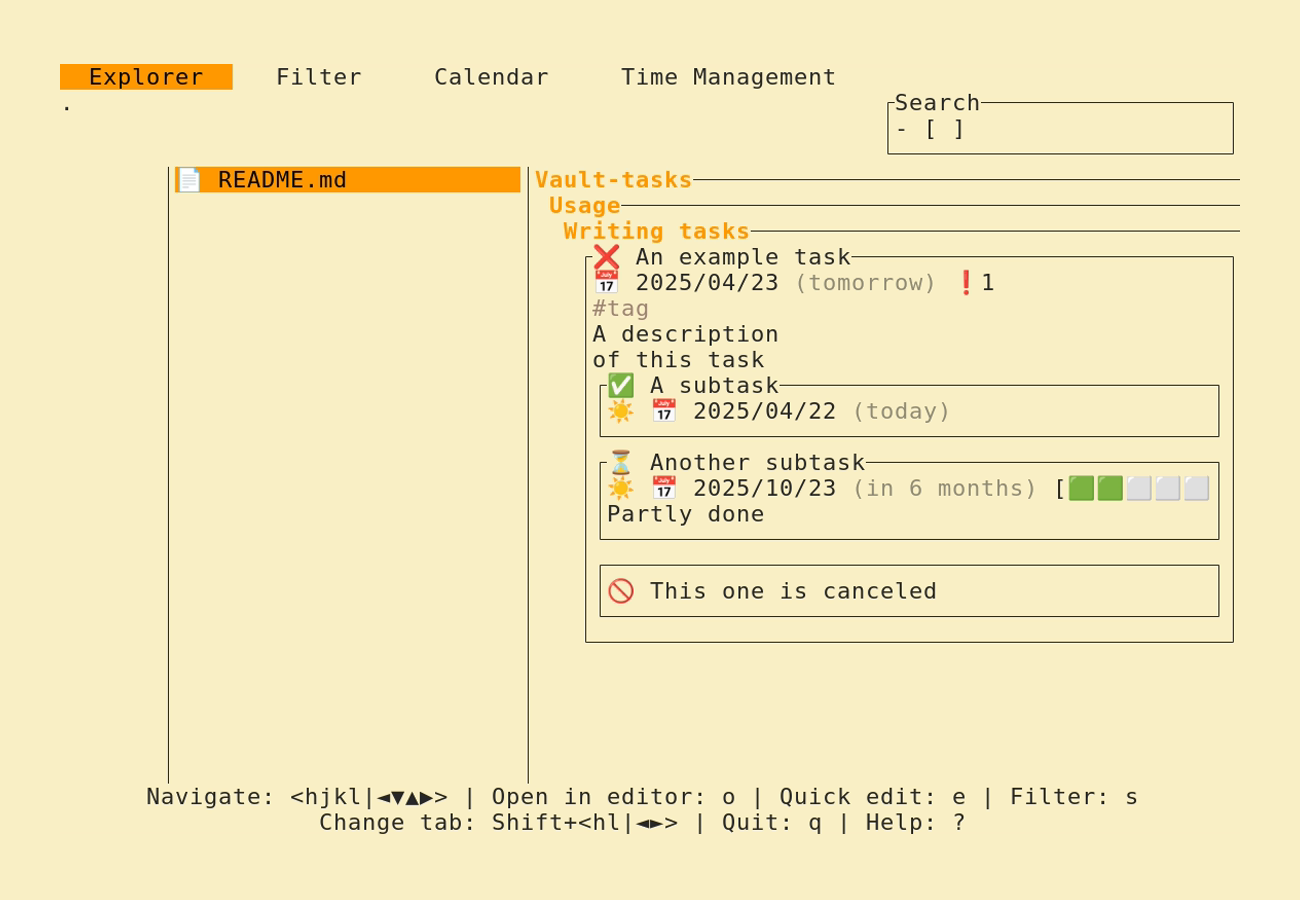 Explorer Filter Calendar Time Management
.
Search
- [ ]
📄 README.md
Vault-tasks
Usage
Writing tasks
❌ An example task
📅 2025/04/23 (tomorrow) ❗1
#tag
A description
of this task
✅ A subtask
☀️ 📅 2025/04/22 (today)
⏳ Another subtask
☀️ 📅 2025/10/23 (in 6 months) [🟩🟩⬜⬜⬜
Partly done
🚫 This one is canceled
Navigate: <hjkl|◄▼▲▶> | Open in editor: o | Quick edit: e | Filter: s
Change tab: Shift+<hl|◄►> | Quit: q | Help: ?